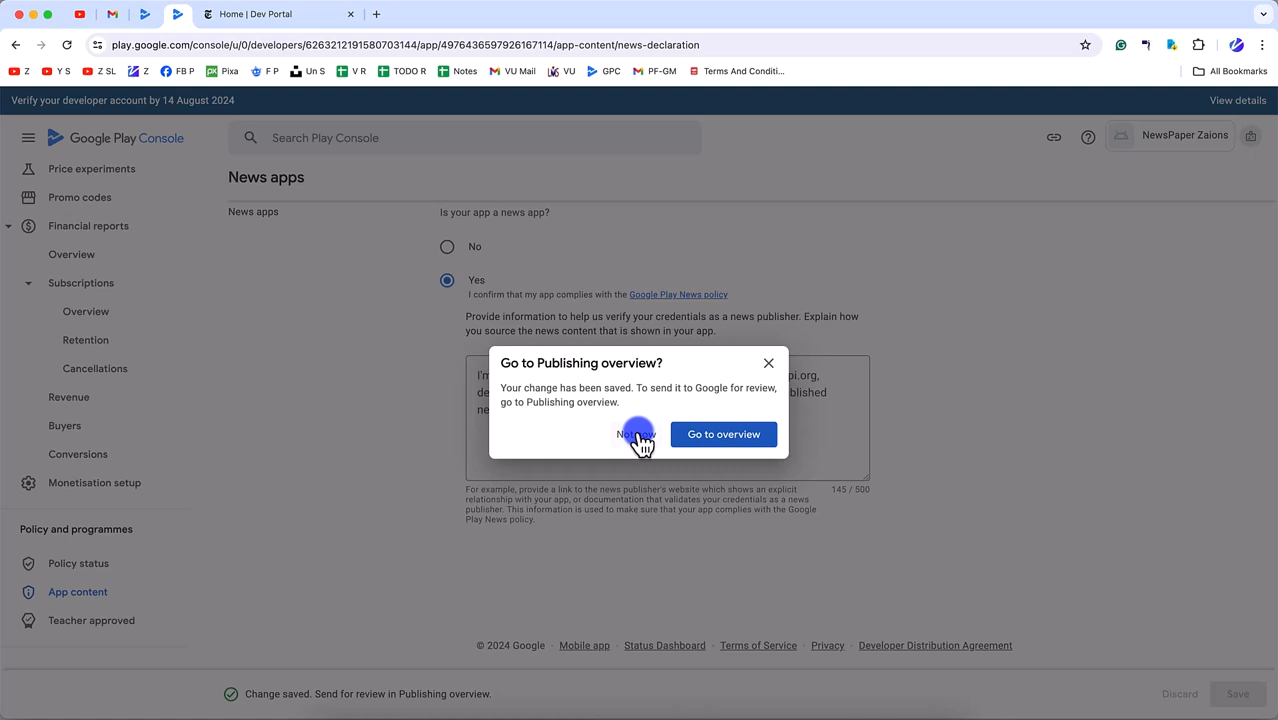 Home | Dev Portal
play.google.com/console/u/0/developers/6263212191580703144/app/4976436597926167114/app-content/news-declaration
Z
Y S
Z SL
Z
FB P
Pixa
F P
Un S
V R
TODO R
Notes
VU Mail
VU
GPC
PF-GM
Terms And Conditi...
All Bookmarks
Verify your developer account by 14 August 2024
View details
Google Play Console
Search Play Console
NewsPaper Zaions
Price experiments
Promo codes
Financial reports
Overview
Subscriptions
Overview
Retention
Cancellations
Revenue
Buyers
Conversions
Monetisation setup
Policy and programmes
Policy status
App content
Teacher approved
News apps
News apps
Is your app a news app?
No
Yes
I confirm that my app complies with the Google Play News policy
Provide information to help us verify your credentials as a news publisher. Explain how
you source the news content that is shown in your app.
I'm
pi.org,
de
blished
ne
Go to Publishing overview?
Your change has been saved. To send it to Google for review,
go to Publishing overview.
Not now
Go to overview
For example, provide a link to the news publisher's website which shows an explicit
relationship with your app, or documentation that validates your credentials as a news
publisher. This information is used to make sure that your app complies with the Google
Play News policy.
145 / 500
© 2024 Google · Mobile app · Status Dashboard · Terms of Service · Privacy · Developer Distribution Agreement
Change saved. Send for review in Publishing overview.
Discard
Save